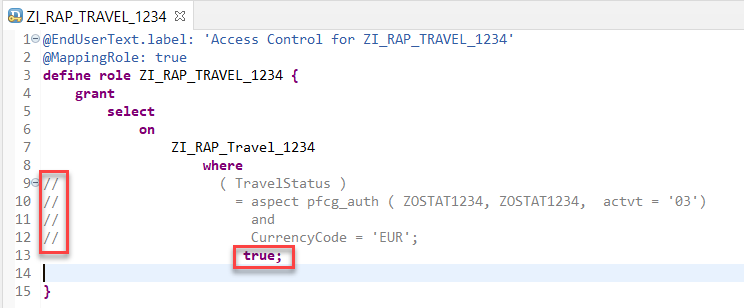 ZI_RAP_TRAVEL_1234
1 @EndUserText.label: 'Access Control for ZI_RAP_TRAVEL_1234'
2 @MappingRole: true
3 define role ZI_RAP_TRAVEL_1234 {
4 grant
5 select
6 on
7 ZI_RAP_Travel_1234
8 where
9 // ( TravelStatus )
10 // = aspect pfcg_auth ( ZOSTAT1234, ZOSTAT1234,  actvt = '03')
11 // and
12 // CurrencyCode = 'EUR';
13 true;
14
15 }